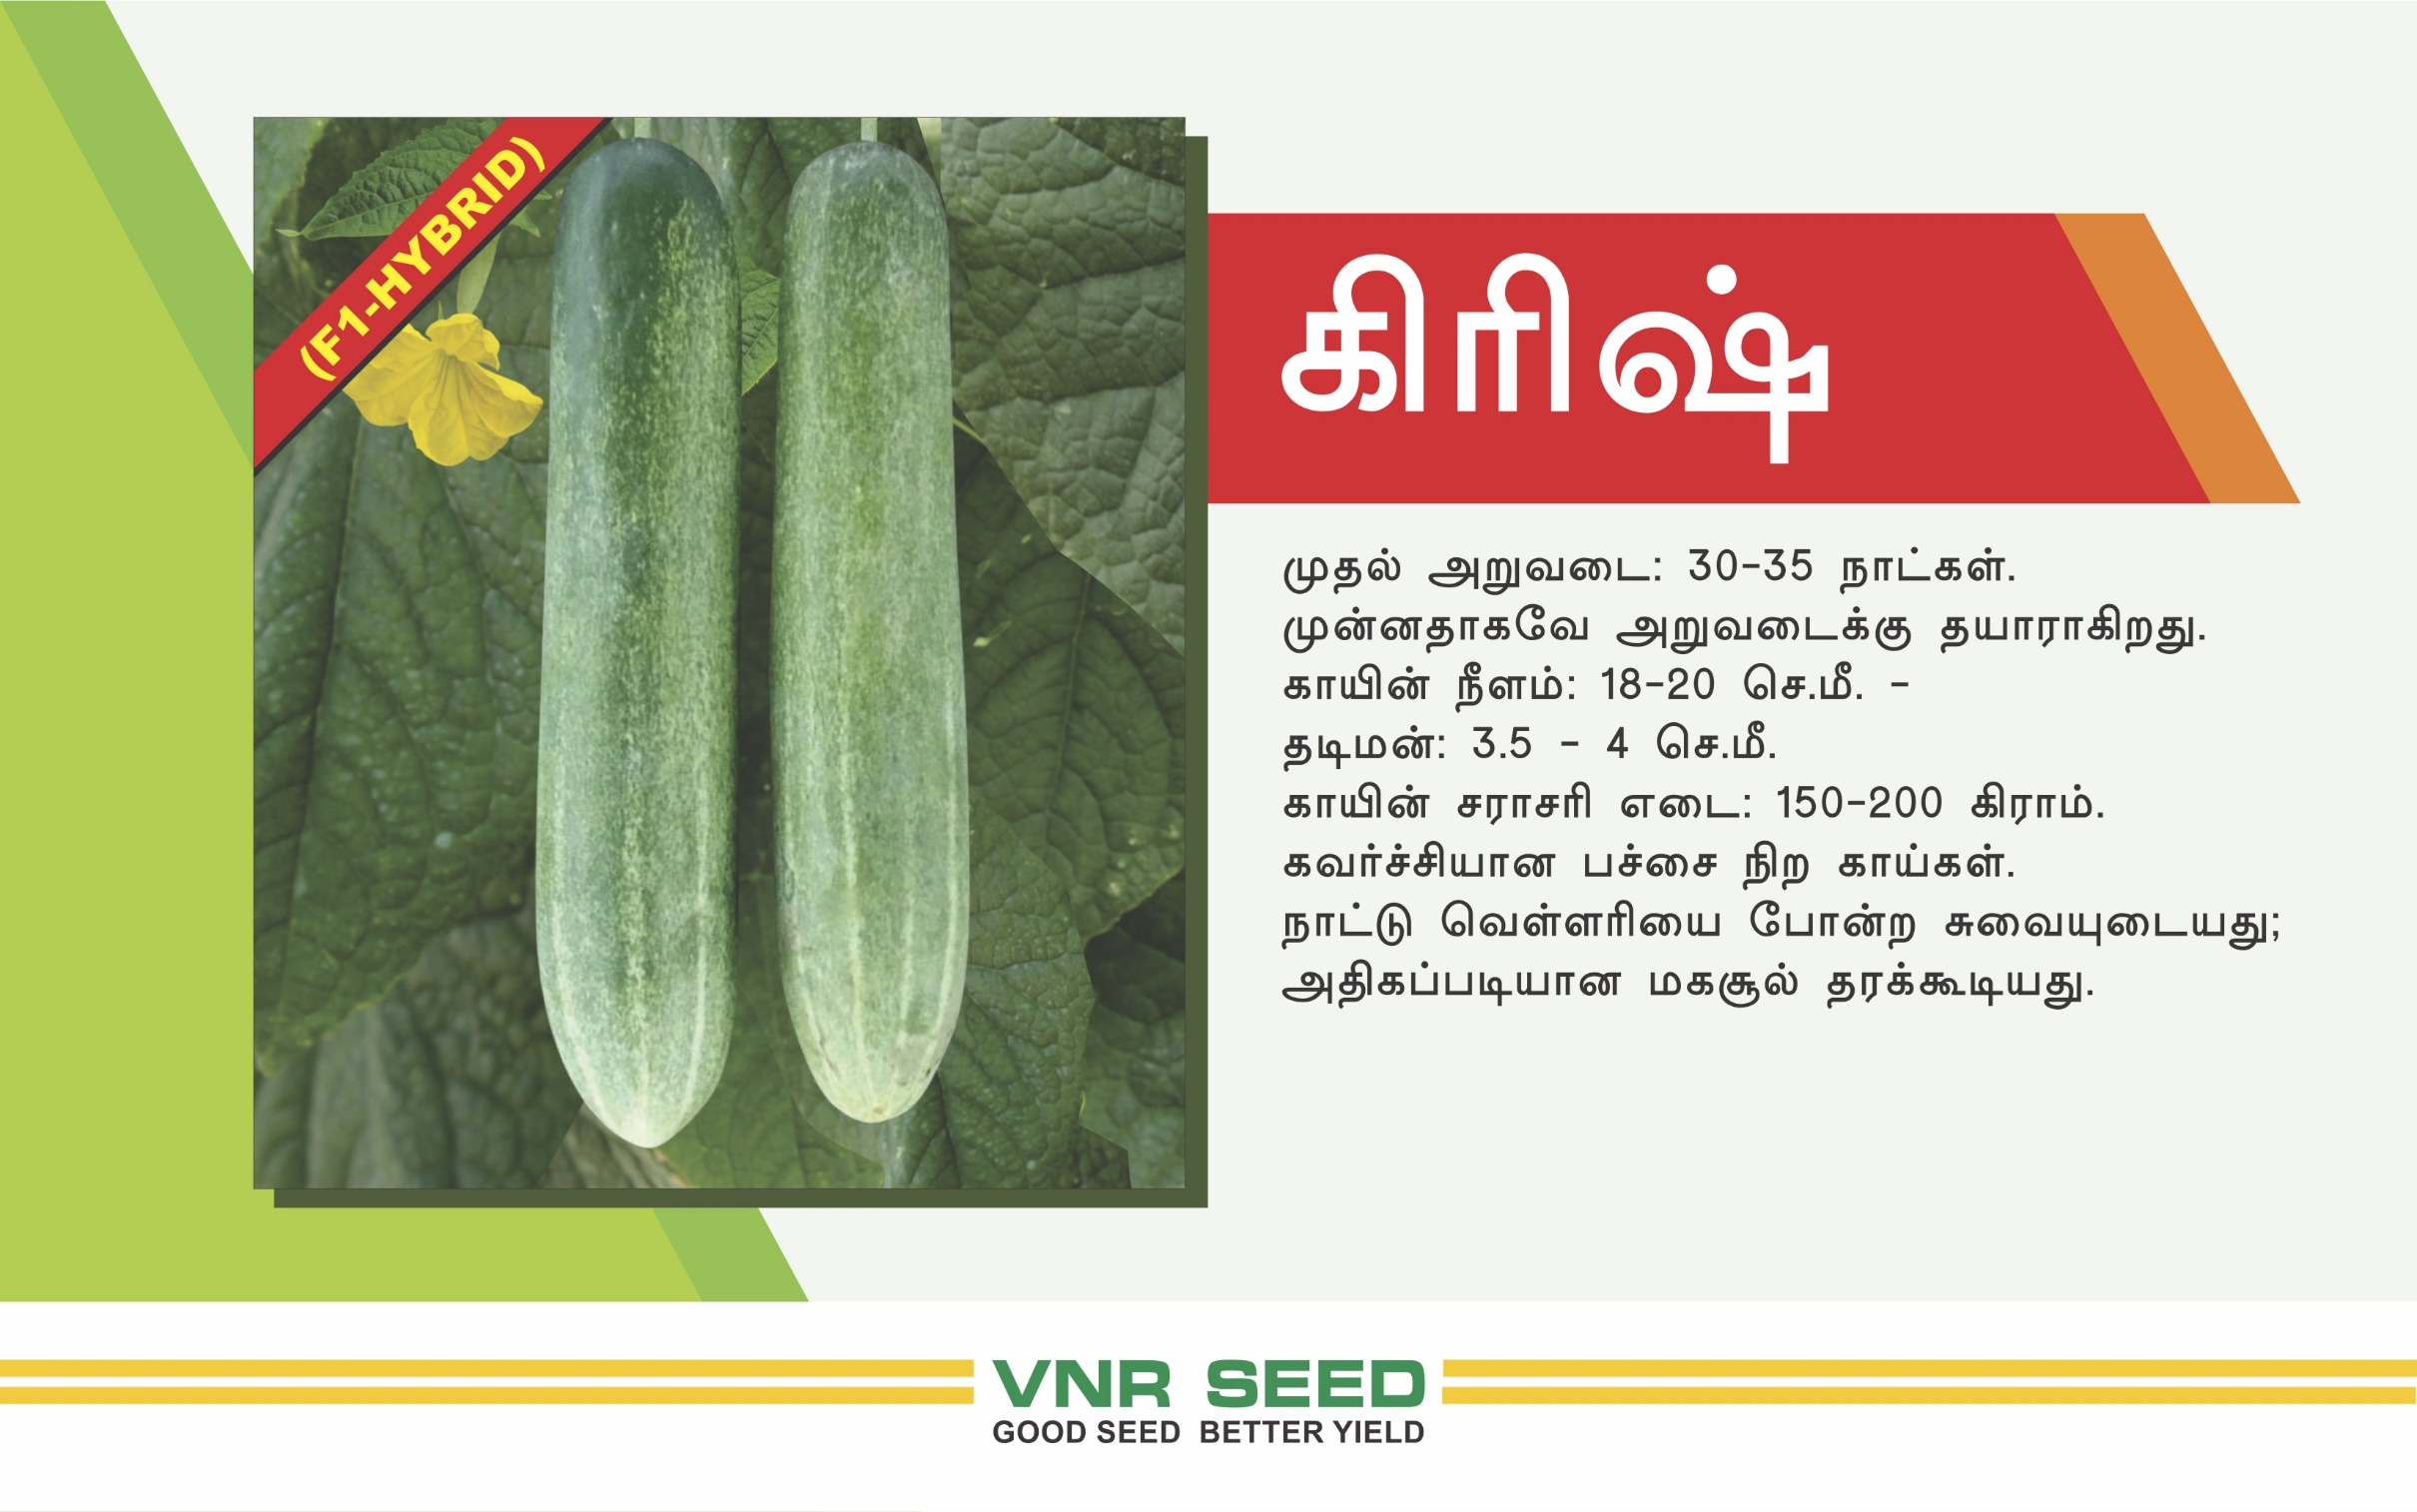 (F1-HYBRID))
கிரிஷ்
முதல் அறுவடை: 30-35 நாட்கள்.
முன்னதாகவே அறுவடைக்கு தயாராகிறது.
காயின் நீளம்: 18-20 செ.மீ. -
தடிமன்: 3.5 - 4 செ.மீ.
காயின் சராசரி எடை: 150-200 கிராம்.
கவர்ச்சியான பச்சை நிற காய்கள்.
நாட்டு வெள்ளரியை போன்ற சுவையுடையது;
அதிகப்படியான மகசூல் தரக்கூடியது.
VNR SEED
GOOD SEED BETTER YIELD